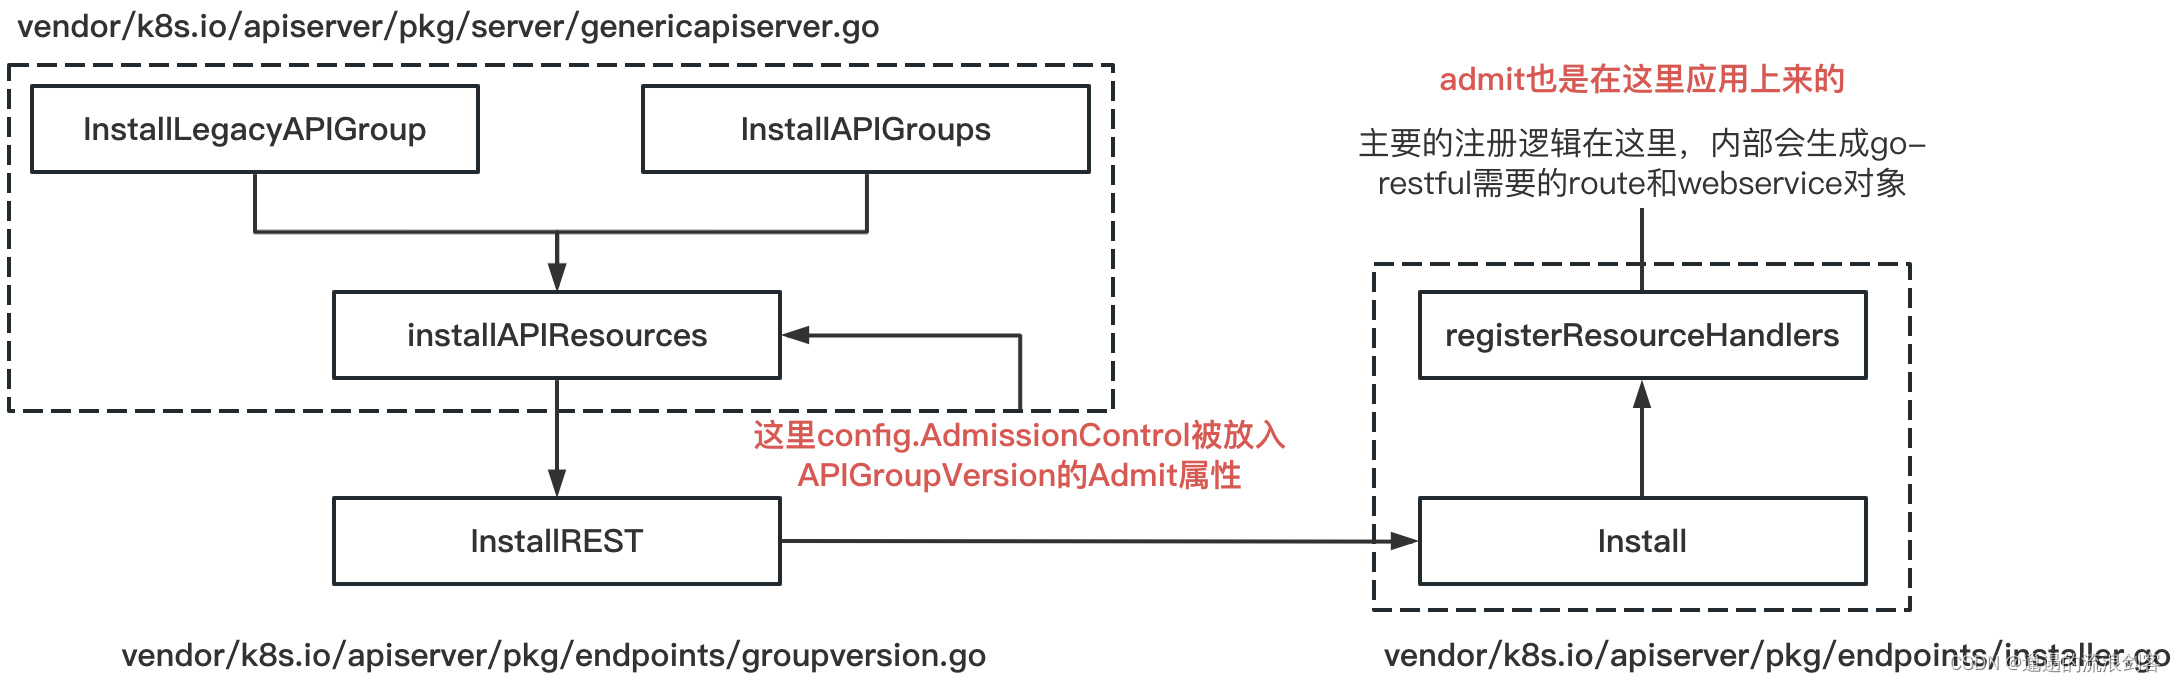 vendor/k8s.io/apiserver/pkg/server/genericapiserver.go
InstallLegacyAPIGroup
InstallAPIGroups
admit也是在这里应用上来的
主要的注册逻辑在这里，内部会生成go-
restful需要的route和webservice对象
installAPIResources
registerResourceHandlers
这里config.AdmissionControl被放入
APIGroupVersion的Admit属性
InstallREST
Install
vendor/k8s.io/apiserver/pkg/endpoints/groupversion.go
vendor/k8s.io/apiserver/pkg/endpoints/installer.go
CSDN @邋遢的流浪剑客